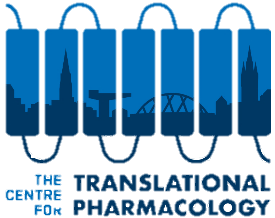 THE TRANSLATIONAL
CENTRE
FOR PHARMACOLOGY